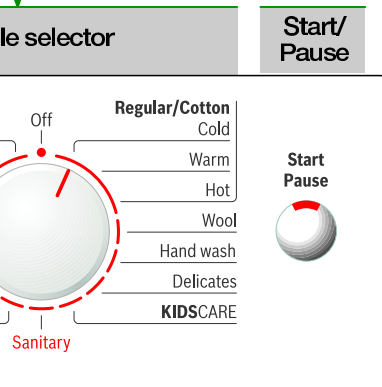 le selector
Start/
Pause
Off
Regular/Cotton
Cold
Warm
Hot
Wool
Hand wash
Delicates
KIDSCARE
Sanitary
Start
Pause